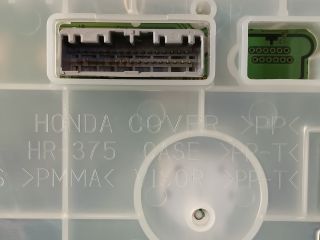 HONDA COVER >PP<
HR-375 CASE >PP-T<
S >PMMA< VISOR >PP-T<